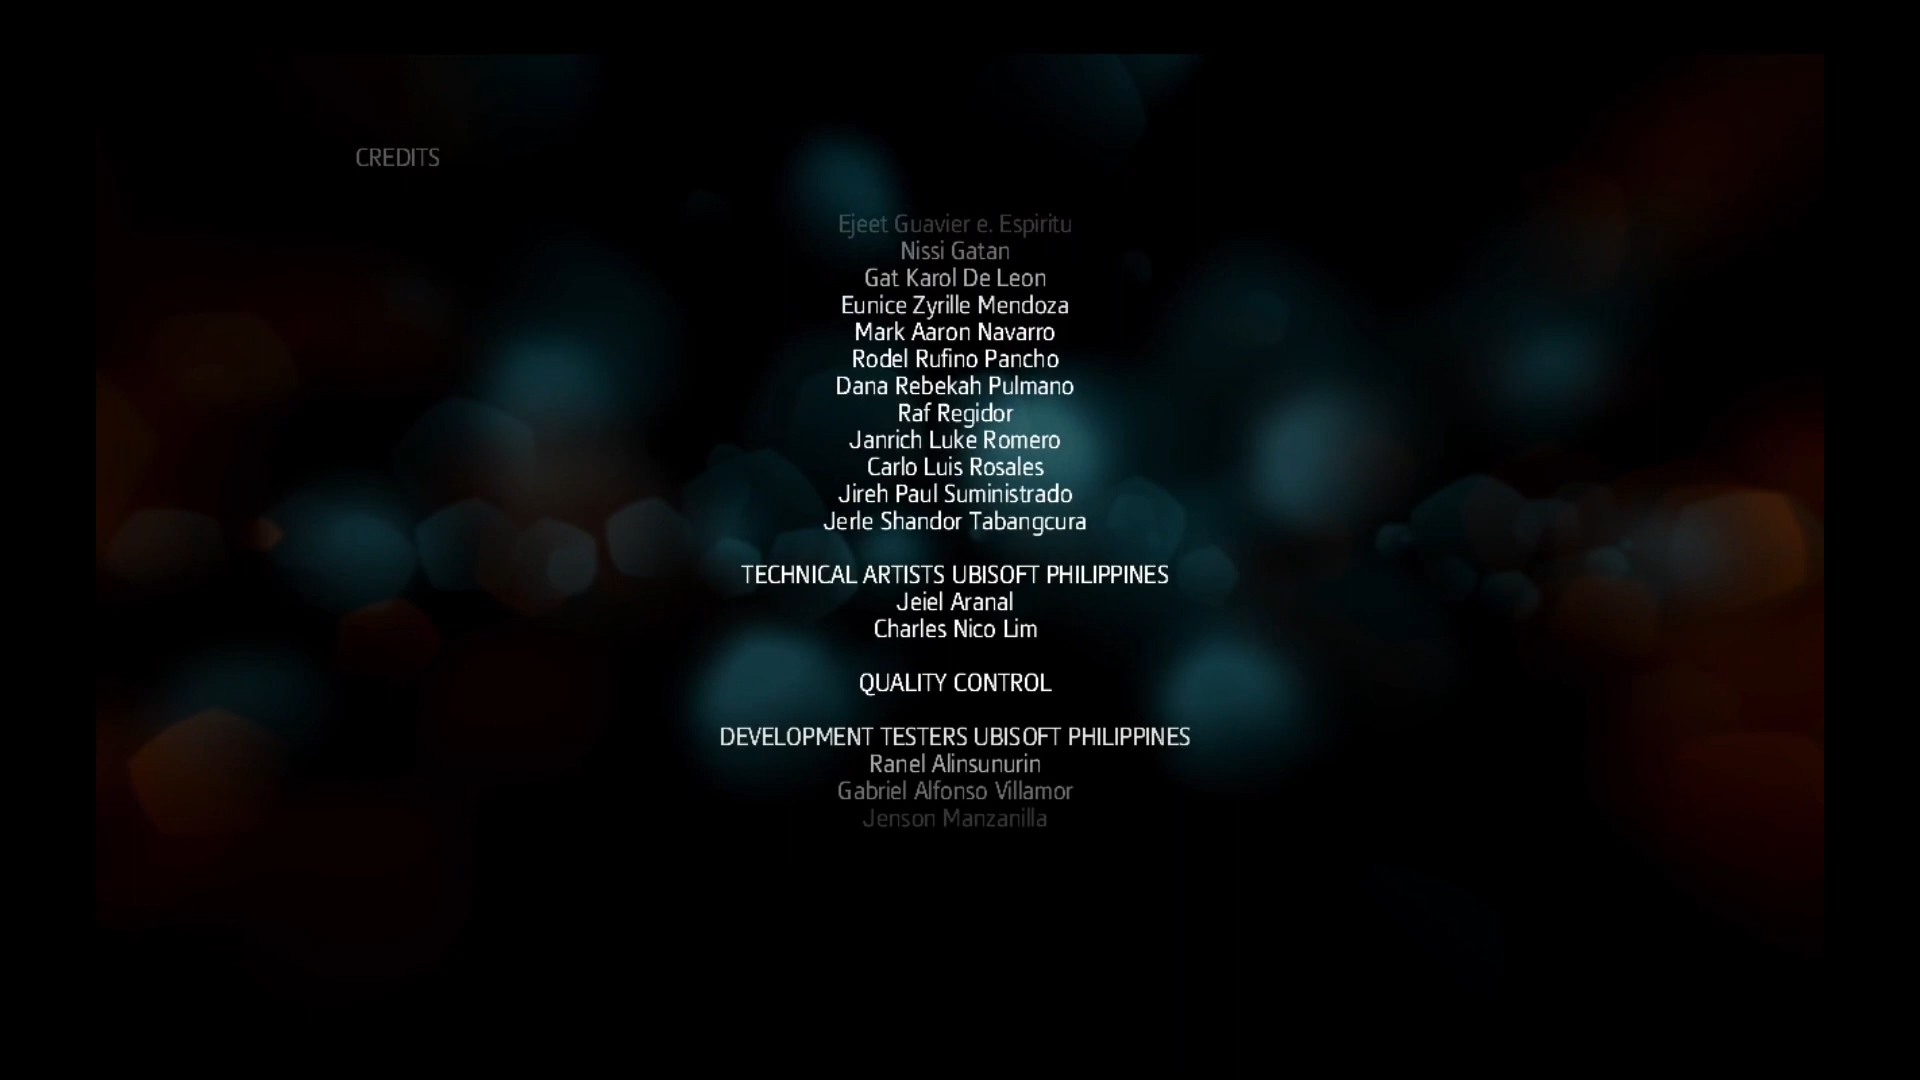 CREDITS
Ejeet Guavier e. Espiritu
Nissi Gatan
Gat Karol De Leon
Eunice Zyrille Mendoza
Mark Aaron Navarro
Rodel Rufino Pancho
Dana Rebekah Pulmano
Raf Regidor
Janrich Luke Romero
Carlo Luis Rosales
Jireh Paul Suministrado
Jerle Shandor Tabangcura
TECHNICAL ARTISTS UBISOFT PHILIPPINES
Jeiel Aranal
Charles Nico Lim
QUALITY CONTROL
DEVELOPMENT TESTERS UBISOFT PHILIPPINES
Ranel Alinsunurin
Gabriel Alfonso Villamor
Jenson Manzanilla